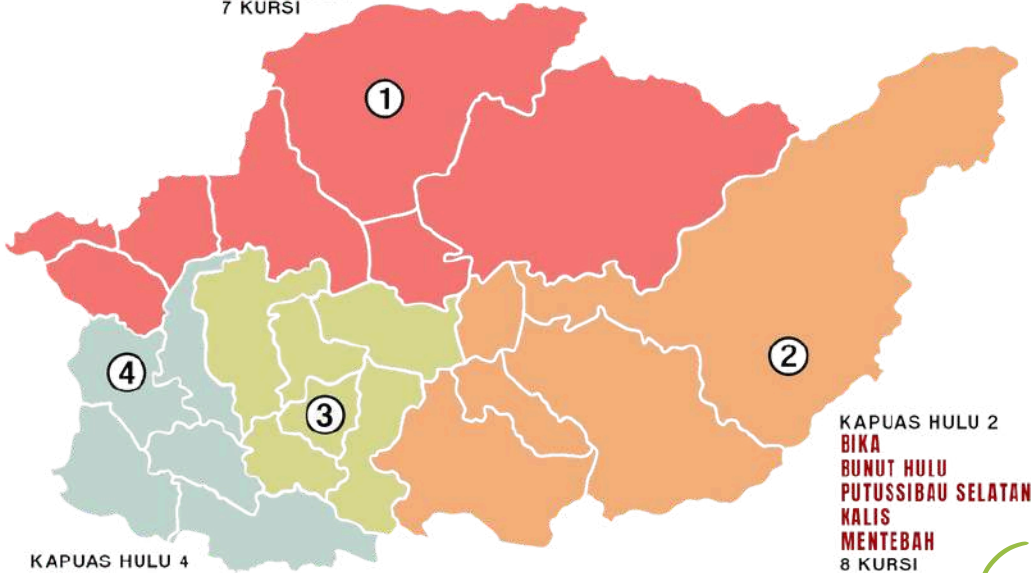 7 KURSI
1
2
4
3
KAPUAS HULU 2
BIKA
BUNUT HULU
PUTUSSIBAU SELATAN
KALIS
MENTEBAH
8 KURSI
KAPUAS HULU 4